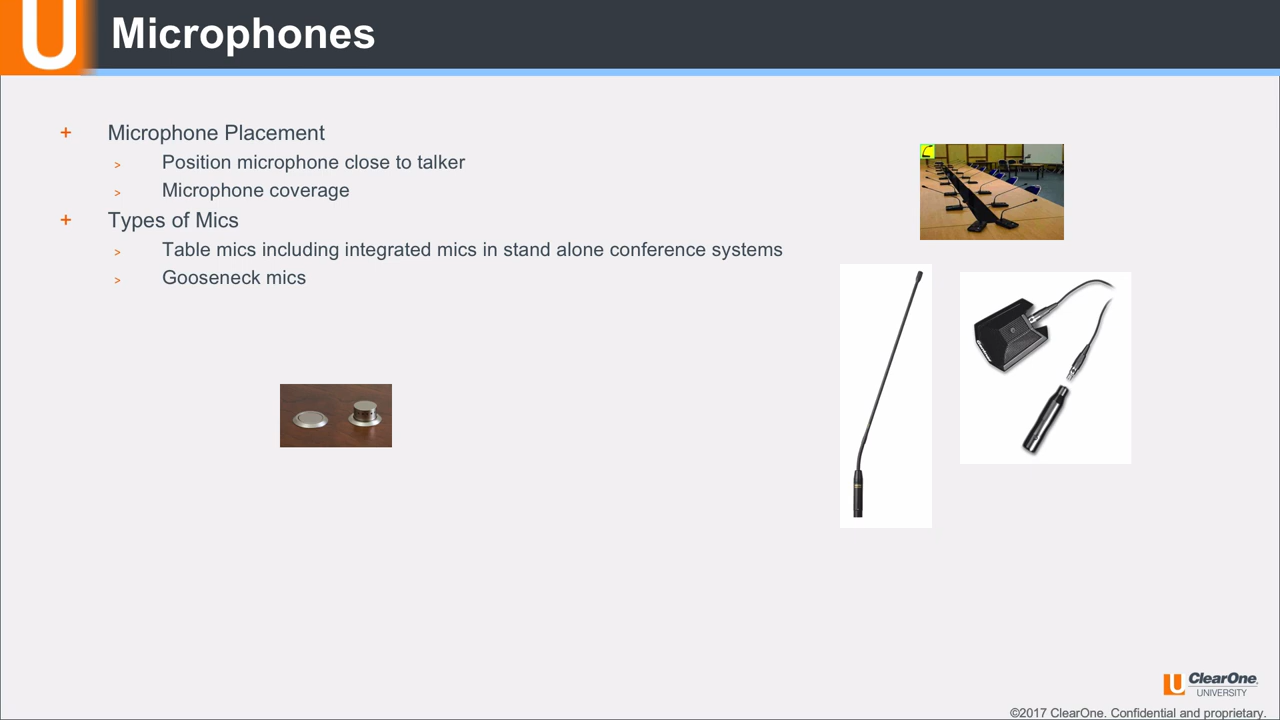 Microphones
+ Microphone Placement
> Position microphone close to talker
> Microphone coverage
+ Types of Mics
> Table mics including integrated mics in stand alone conference systems
> Gooseneck mics
U ClearOne
UNIVERSITY
©2017 ClearOne. Confidential and proprietary.